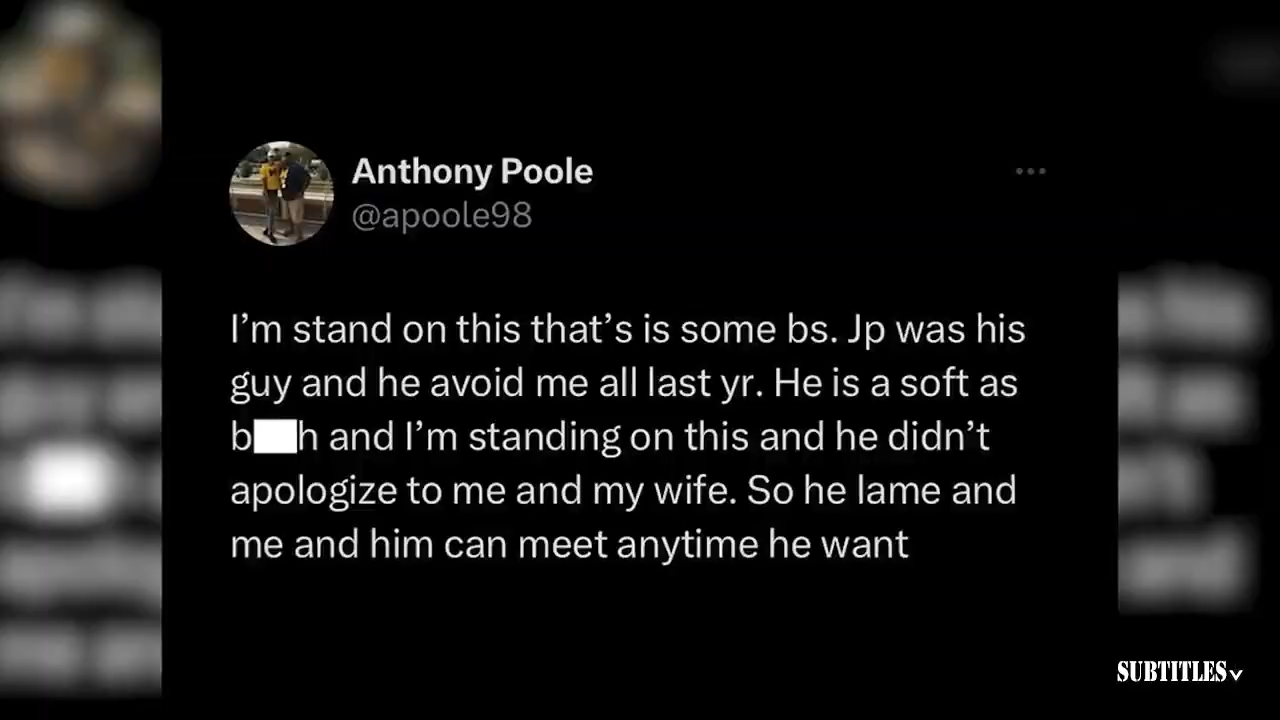 Anthony Poole
@apoole98
I'm stand on this that's is some bs. Jp was his
guy and he avoid me all last yr. He is a soft as
b h and I'm standing on this and he didn't
apologize to me and my wife. So he lame and
me and him can meet anytime he want
SUBTITLES